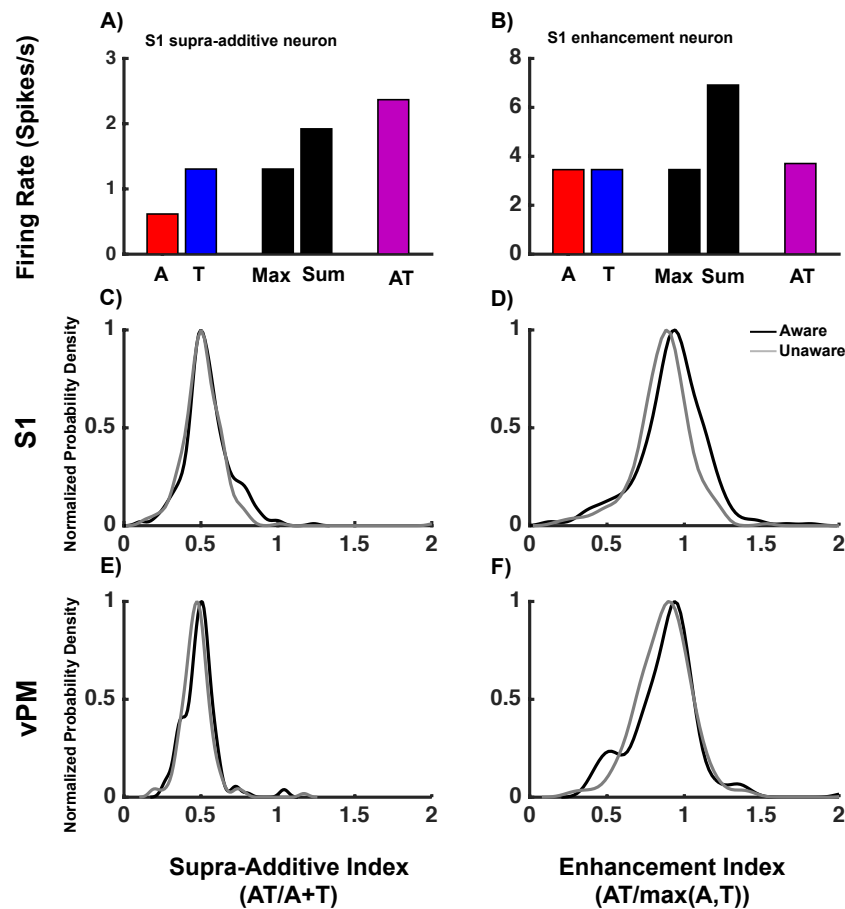 A)
S1 supra-additive neuron
Firing Rate (Spikes/s)
3
2
1
0
A T Max Sum AT
B)
S1 enhancement neuron
8
6
4
2
0
A T Max Sum AT
S1
C)
Normalized Probability Density
1
0.5
0
0 0.5 1 1.5 2
D)
Aware
Unaware
1
0.5
0
0 0.5 1 1.5 2
vPM
E)
Normalized Probability Density
1
0.5
0
0 0.5 1 1.5 2
Supra-Additive Index
(AT/A+T)
F)
1
0.5
0
0 0.5 1 1.5 2
Enhancement Index
(AT/max(A,T))